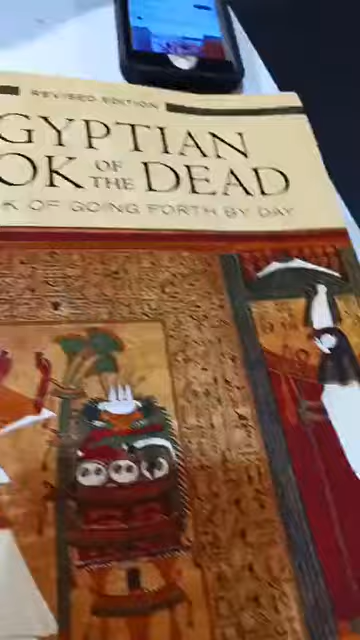 REVISED EDITION
GYPTIAN
OK OF THE DEAD
K OF GOING FORTH BY DAY